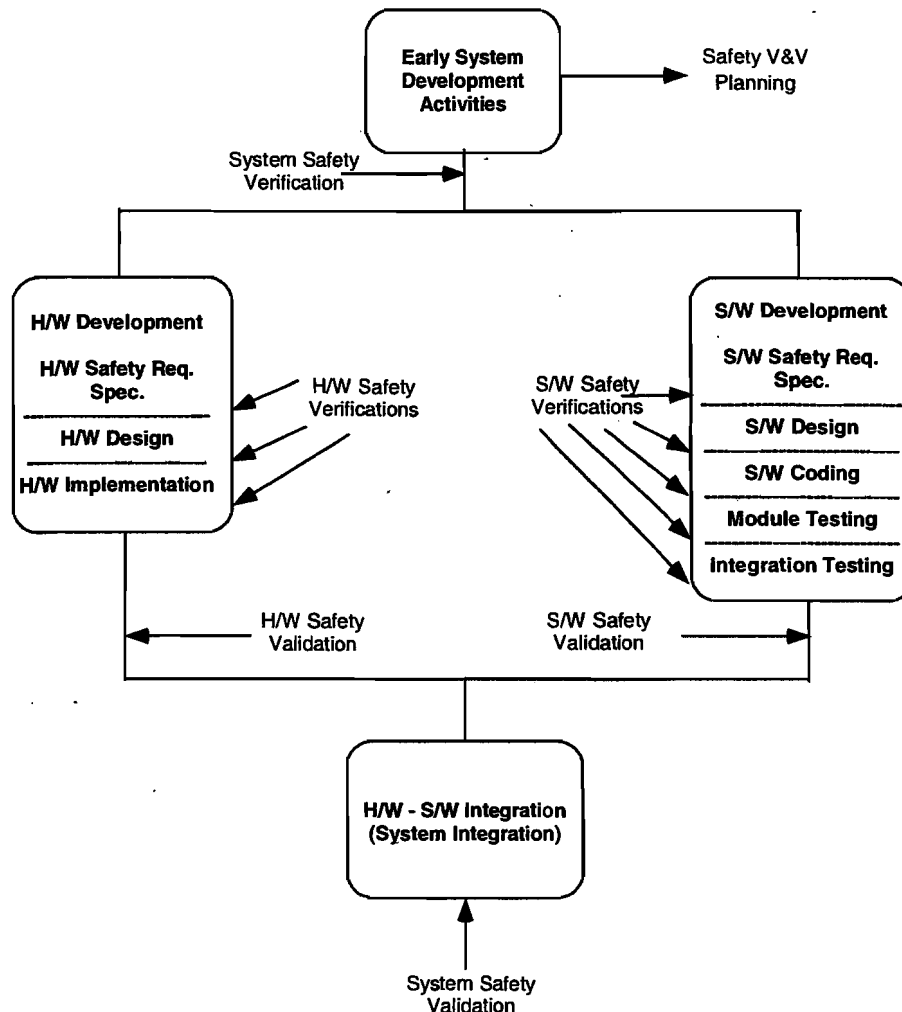 Early System
Development
Activities
Safety V&V
Planning
System Safety
Verification
H/W Development
H/W Safety Req.
Spec.
H/W Design
H/W Implementation
H/W Safety
Verifications
S/W Safety
Verifications
S/W Development
S/W Safety Req.
Spec.
S/W Design
S/W Coding
Module Testing
Integration Testing
H/W Safety
Validation
S/W Safety
Validation
H/W - S/W Integration
(System Integration)
System Safety
Validation